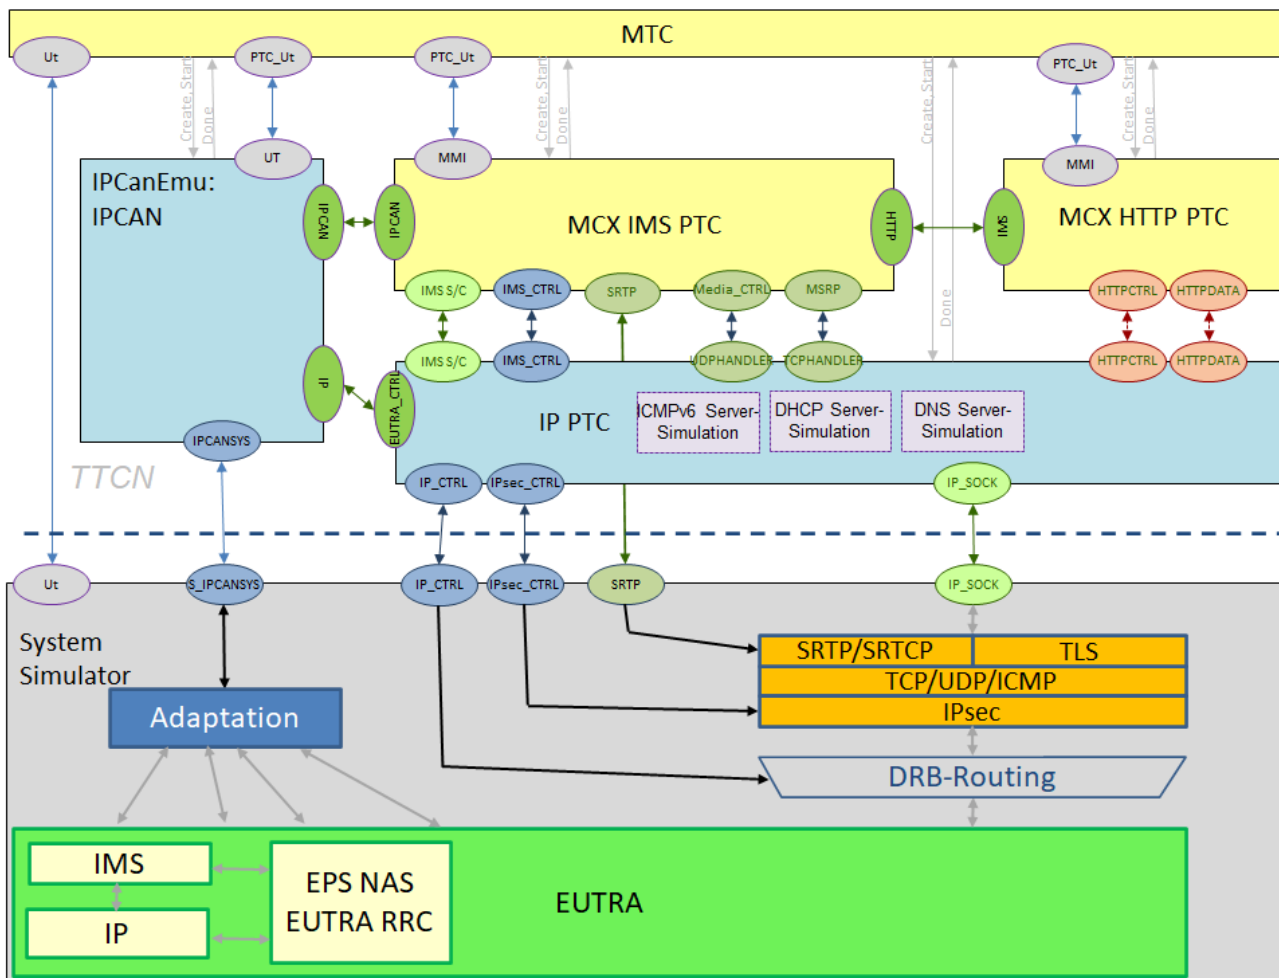 MTC
Ut
PTC_Ut
PTC_Ut
PTC_Ut
Create, Start
Done
Create, Start
Done
Create, Start
Done
Create, Start
Done
UT
MMI
MMI
IPCanEmu:
IPCAN
IPCAN
IPCAN
MCX IMS PTC
HTTP
SMI
MCX HTTP PTC
IMS S/C
IMS_CTRL
SRTP
Media_CTRL
MSRP
HTTPCTRL
HTTPDATA
IMS S/C
IMS_CTRL
UDPHANDLER
TCPHANDLER
HTTPCTRL
HTTPDATA
IP
EUTRA_CTRL
IP PTC
ICMPv6 Server-
Simulation
DHCP Server-
Simulation
DNS Server-
Simulation
IPCANSYS
TTCN
IP_CTRL
IPsec_CTRL
IP_SOCK
Ut
S_IPCANSYS
IP_CTRL
IPsec_CTRL
SRTP
IP_SOCK
System
Simulator
SRTP/SRTCP
TLS
TCP/UDP/ICMP
IPsec
Adaptation
DRB-Routing
IMS
IP
EPS NAS
EUTRA RRC
EUTRA